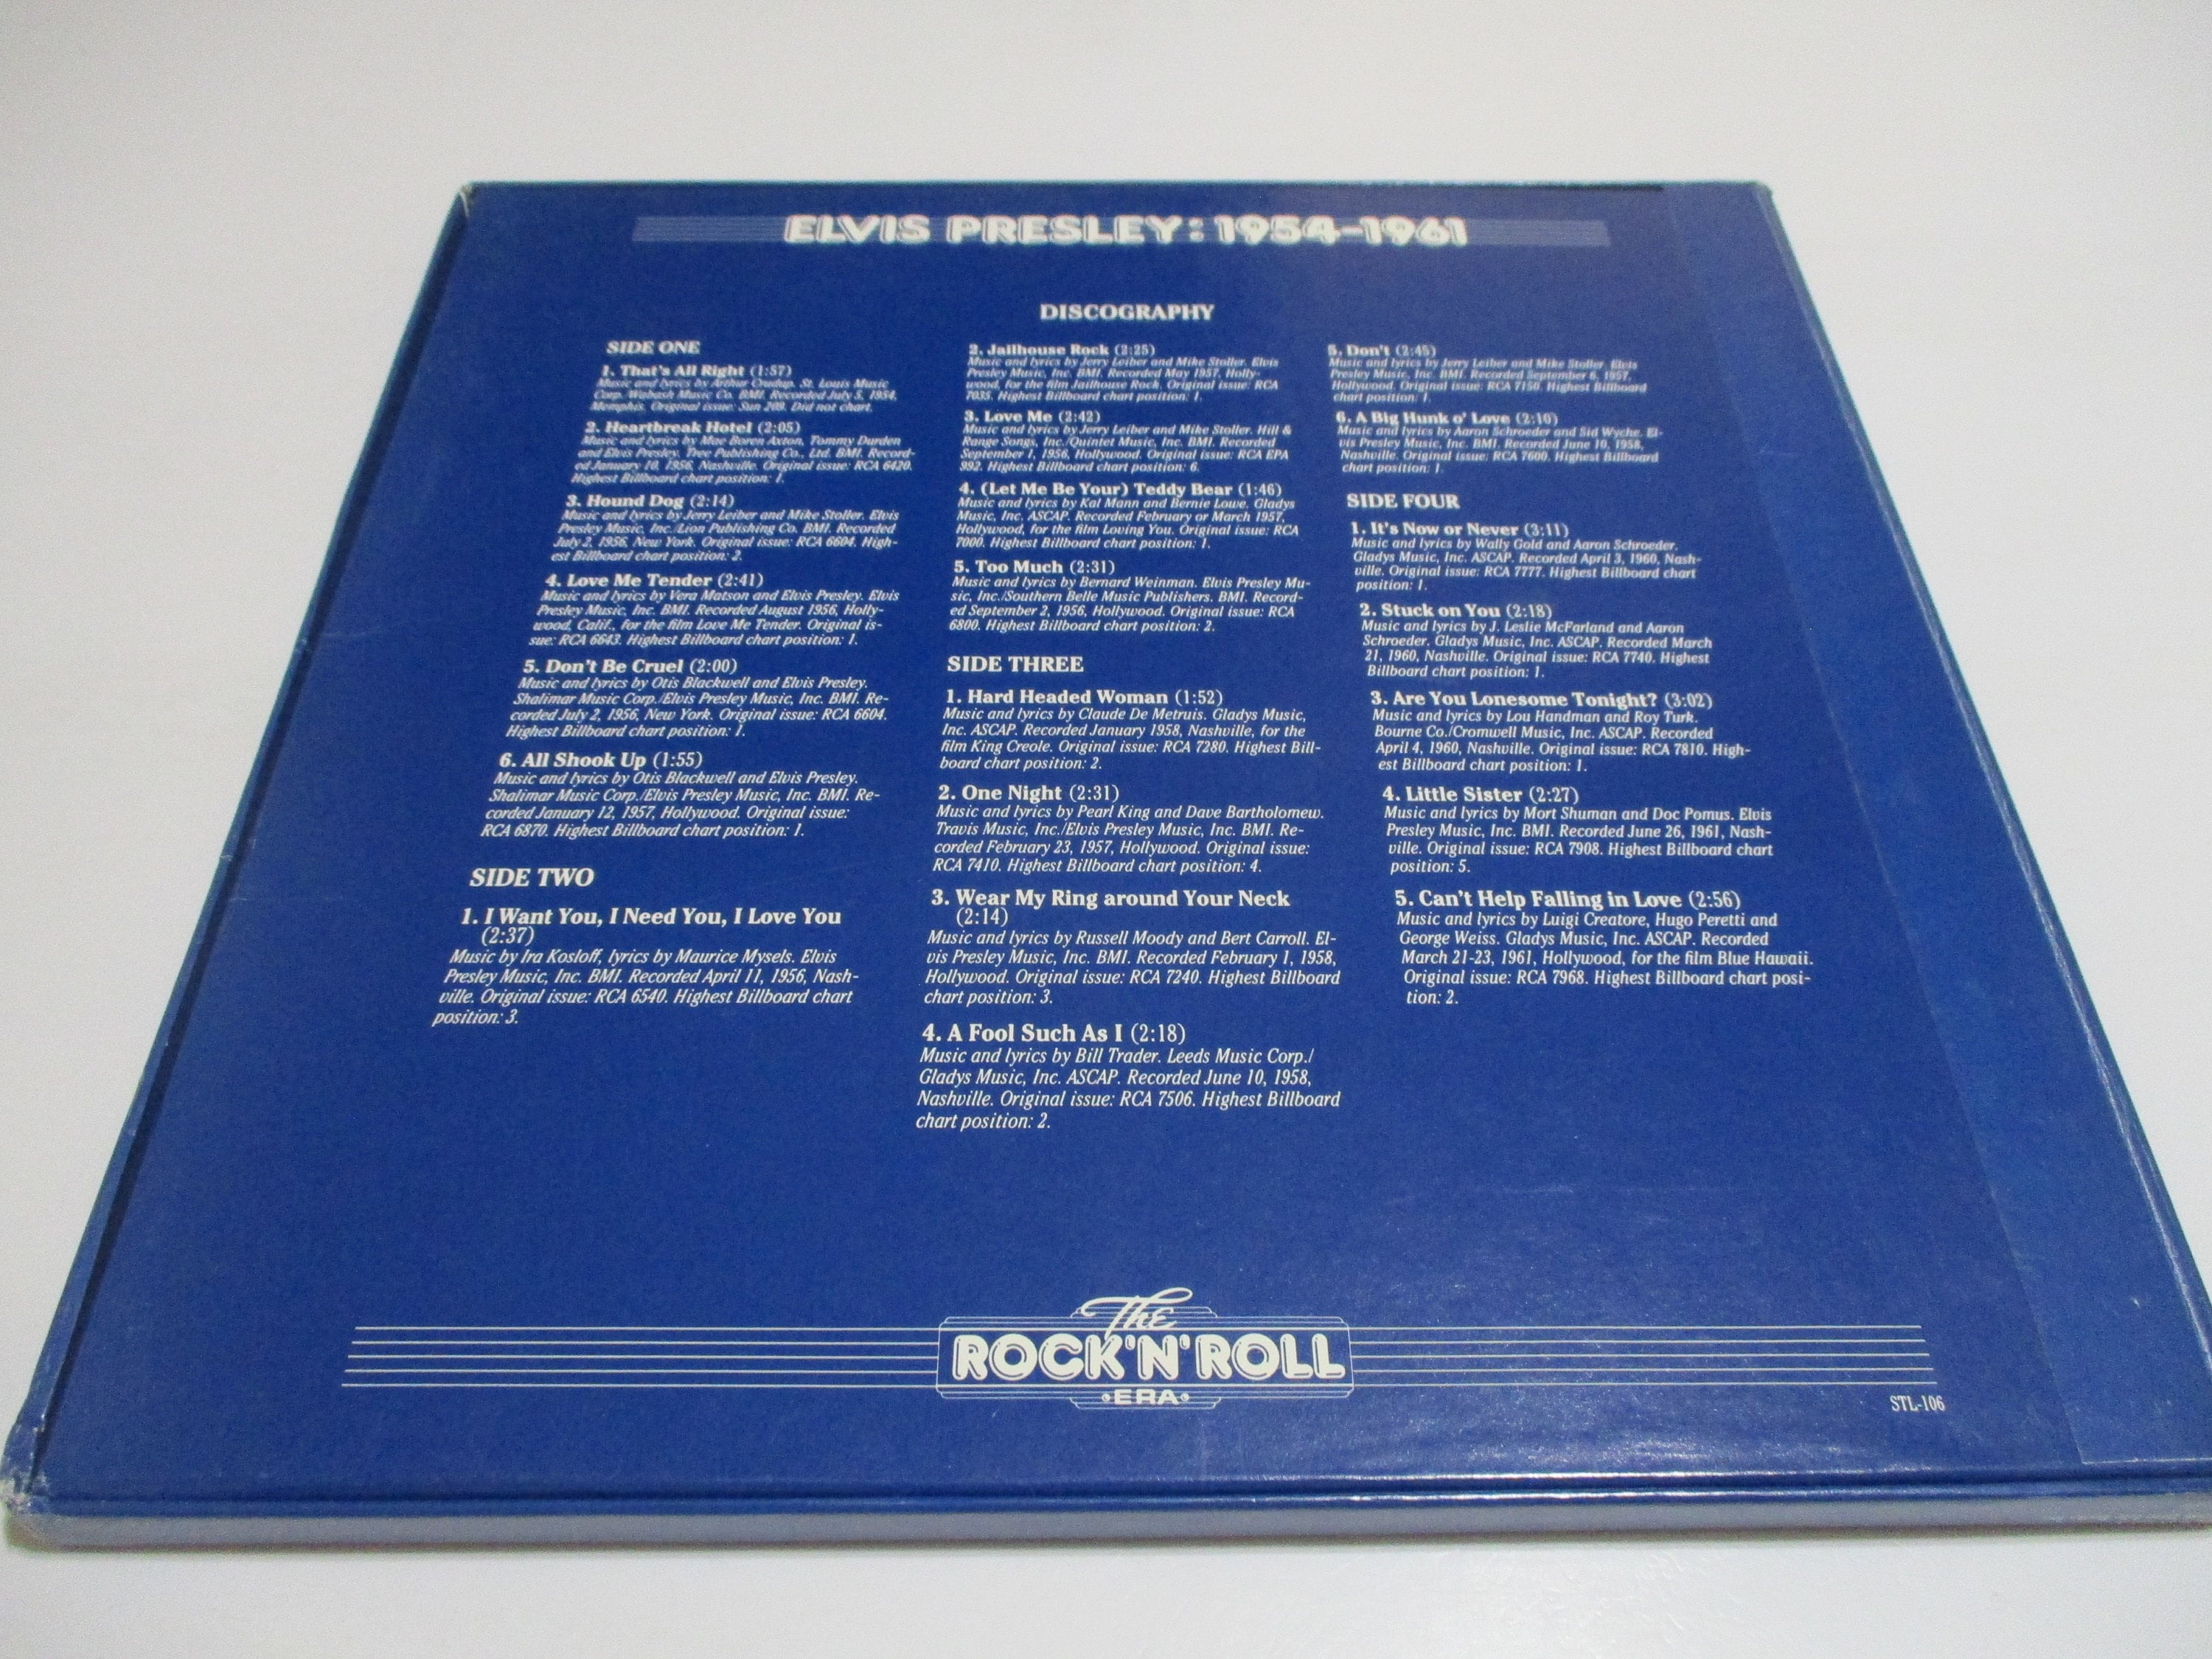 ELVIS PRESLEY: 1954-1961
DISCOGRAPHY
SIDE ONE
1. That's All Right (1:57)
Music and lyrics by Arthur Crudup. St. Louis Music
Corp./Wabash Music Co. BMI. Recorded July 5, 1954,
Memphis. Original issue: Sun 209. Did not chart.
2. Heartbreak Hotel (2:05)
Music and lyrics by Mae Boren Axton, Tommy Durden
and Elvis Presley. Tree Publishing Co., Ltd. BMI. Record-
ed January 10, 1956, Nashville. Original issue: RCA 6420.
Highest Billboard chart position: 1.
3. Hound Dog (2:14)
Music and lyrics by Jerry Leiber and Mike Stoller. Elvis
Presley Music, Inc./Lion Publishing Co. BMI. Recorded
July 2, 1956, New York. Original issue: RCA 6604. High-
est Billboard chart position: 2.
4. Love Me Tender (2:41)
Music and lyrics by Vera Matson and Elvis Presley. Elvis
Presley Music, Inc. BMI. Recorded August 1956, Holly-
wood, Calif., for the film Love Me Tender. Original is-
sue: RCA 6643. Highest Billboard chart position: 1.
5. Don't Be Cruel (2:00)
Music and lyrics by Otis Blackwell and Elvis Presley.
Shalimar Music Corp./Elvis Presley Music, Inc. BMI. Re-
corded July 2, 1956, New York. Original issue: RCA 6604.
Highest Billboard chart position: 1.
6. All Shook Up (1:55)
Music and lyrics by Otis Blackwell and Elvis Presley.
Shalimar Music Corp./Elvis Presley Music, Inc. BMI. Re-
corded January 12, 1957, Hollywood. Original issue:
RCA 6870. Highest Billboard chart position: 1.
SIDE TWO
1. I Want You, I Need You, I Love You
(2:37)
Music by Ira Kosloff, lyrics by Maurice Mysels. Elvis
Presley Music, Inc. BMI. Recorded April 11, 1956, Nash-
ville. Original issue: RCA 6540. Highest Billboard chart
position: 3.
2. Jailhouse Rock (2:25)
Music and lyrics by Jerry Leiber and Mike Stoller. Elvis
Presley Music, Inc. BMI. Recorded May 1957, Holly-
wood, for the film Jailhouse Rock. Original issue: RCA
7035. Highest Billboard chart position: 1.
3. Love Me (2:42)
Music and lyrics by Jerry Leiber and Mike Stoller. Hill &
Range Songs, Inc./Quintet Music, Inc. BMI. Recorded
September 1, 1956, Hollywood. Original issue: RCA EPA
992. Highest Billboard chart position: 6.
4. (Let Me Be Your) Teddy Bear (1:46)
Music and lyrics by Kal Mann and Bernie Lowe. Gladys
Music, Inc. ASCAP. Recorded February or March 1957,
Hollywood, for the film Loving You. Original issue: RCA
7000. Highest Billboard chart position: 1.
5. Too Much (2:31)
Music and lyrics by Bernard Weinman. Elvis Presley Mu-
sic, Inc./Southern Belle Music Publishers. BMI. Record-
ed September 2, 1956, Hollywood. Original issue: RCA
6800. Highest Billboard chart position: 2.
SIDE THREE
1. Hard Headed Woman (1:52)
Music and lyrics by Claude De Metruis. Gladys Music,
Inc. ASCAP. Recorded January 1958, Nashville, for the
film King Creole. Original issue: RCA 7280. Highest Bill-
board chart position: 2.
2. One Night (2:31)
Music and lyrics by Pearl King and Dave Bartholomew.
Travis Music, Inc./Elvis Presley Music, Inc. BMI. Re-
corded February 23, 1957, Hollywood. Original issue:
RCA 7410. Highest Billboard chart position: 4.
3. Wear My Ring around Your Neck
(2:14)
Music and lyrics by Russell Moody and Bert Carroll. El-
vis Presley Music, Inc. BMI. Recorded February 1, 1958,
Hollywood. Original issue: RCA 7240. Highest Billboard
chart position: 3.
4. A Fool Such As I (2:18)
Music and lyrics by Bill Trader. Leeds Music Corp./
Gladys Music, Inc. ASCAP. Recorded June 10, 1958,
Nashville. Original issue: RCA 7506. Highest Billboard
chart position: 2.
5. Don't (2:45)
Music and lyrics by Jerry Leiber and Mike Stoller. Elvis
Presley Music, Inc. BMI. Recorded September 6, 1957,
Hollywood. Original issue: RCA 7150. Highest Billboard
chart position: 1.
6. A Big Hunk o' Love (2:10)
Music and lyrics by Aaron Schroeder and Sid Wyche. El-
vis Presley Music, Inc. BMI. Recorded June 10, 1958,
Nashville. Original issue: RCA 7600. Highest Billboard
chart position: 1.
SIDE FOUR
1. It's Now or Never (3:11)
Music and lyrics by Wally Gold and Aaron Schroeder.
Gladys Music, Inc. ASCAP. Recorded April 3, 1960, Nash-
ville. Original issue: RCA 7777. Highest Billboard chart
position: 1.
2. Stuck on You (2:18)
Music and lyrics by J. Leslie McFarland and Aaron
Schroeder. Gladys Music, Inc. ASCAP. Recorded March
21, 1960, Nashville. Original issue: RCA 7740. Highest
Billboard chart position: 1.
3. Are You Lonesome Tonight? (3:02)
Music and lyrics by Lou Handman and Roy Turk.
Bourne Co./Cromwell Music, Inc. ASCAP. Recorded
April 4, 1960, Nashville. Original issue: RCA 7810. High-
est Billboard chart position: 1.
4. Little Sister (2:27)
Music and lyrics by Mort Shuman and Doc Pomus. Elvis
Presley Music, Inc. BMI. Recorded June 26, 1961, Nash-
ville. Original issue: RCA 7908. Highest Billboard chart
position: 5.
5. Can't Help Falling in Love (2:56)
Music and lyrics by Luigi Creatore, Hugo Peretti and
George Weiss. Gladys Music, Inc. ASCAP. Recorded
March 21-23, 1961, Hollywood, for the film Blue Hawaii.
Original issue: RCA 7968. Highest Billboard chart posi-
tion: 2.
The
ROCK'N'ROLL
•ERA•
STL-106